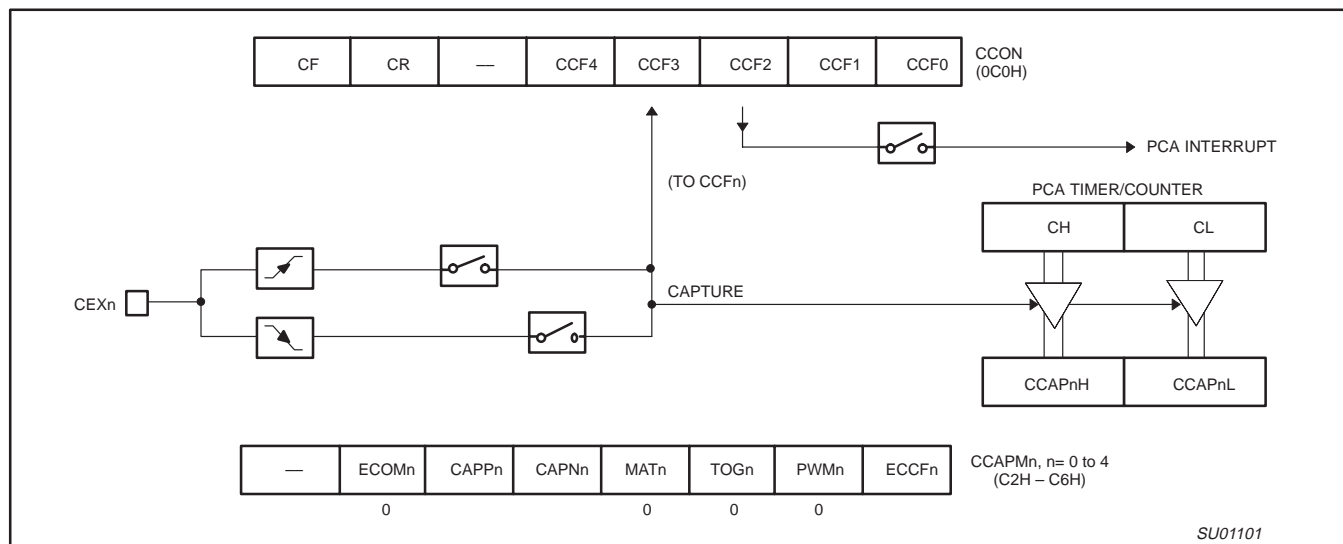 CF CR — CCF4 CCF3 CCF2 CCF1 CCF0
CCON
(0C0H)
PCA INTERRUPT
(TO CCFn)
PCA TIMER/COUNTER
CH CL
CEXn
CAPTURE
CCAPnH CCAPnL
— ECOMn CAPPn CAPNn MATn TOGn PWMn ECCFn
CCAPMn, n= 0 to 4
(C2H – C6H)
0 0 0 0
SU01101